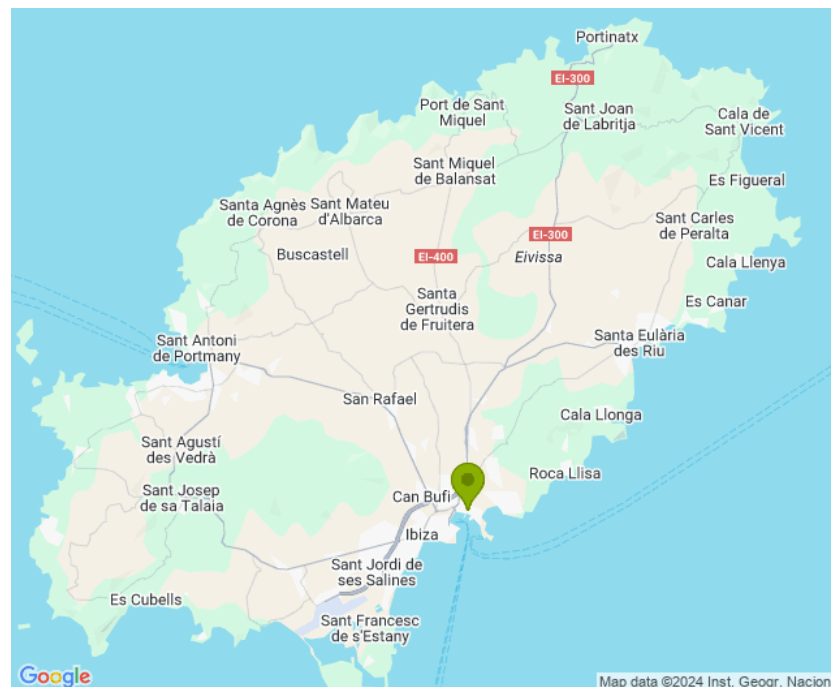 Portinatx
EI-300
Port de Sant
Miquel
Sant Joan
de Labritja
Cala de
Sant Vicent
Sant Miquel
de Balansat
Es Figueral
Santa Agnès
de Corona
Sant Mateu
d'Albarca
Sant Carles
de Peralta
EI-300
Buscastell
EI-400
Eivissa
Cala Llenya
Santa
Gertrudis
de Fruitera
Es Canar
Sant Antoni
de Portmany
Santa Eulària
des Riu
San Rafael
Cala Llonga
Sant Agustí
des Vedrà
Roca Llisa
Sant Josep
de sa Talaia
Can Bufí
Ibiza
Sant Jordi de
ses Salines
Es Cubells
Sant Francesc
de s'Estany
Google
Map data ©2024 Inst. Geogr. Nacion